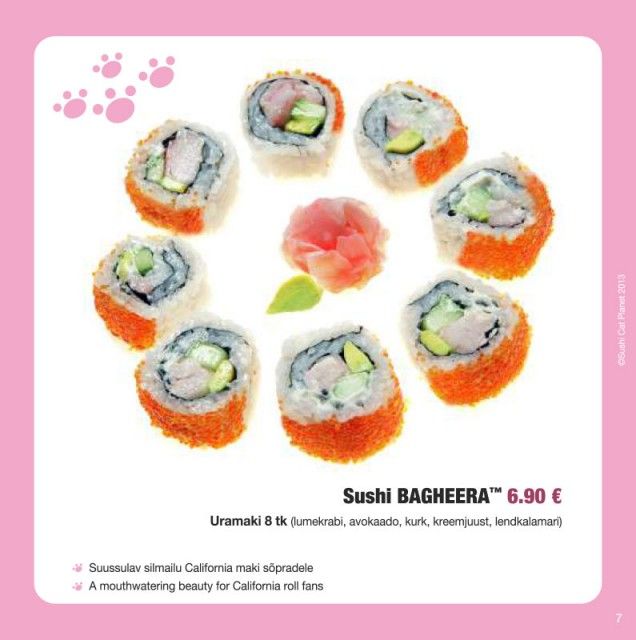 Sushi BAGHEERA™ 6.90 €
Uramaki 8 tk (lumekrabi, avokaado, kurk, kreemjuust, lendkalamari)
Suussulav silmailu California maki sõpradele
A mouthwatering beauty for California roll fans
©Sushi Cat Planet 2013
7